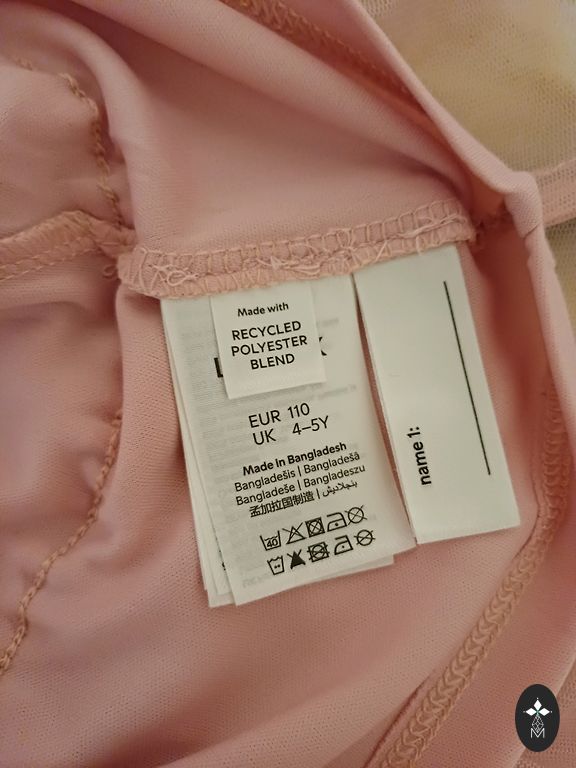 Made with
RECYCLED
POLYESTER
BLEND
EUR 110
UK 4–5Y
Made In Bangladesh
Bangladešis | Bangladešā
Bangladeše | Bangladeszu
孟加拉国制造 | بنجلاديش
40
name 1:
M